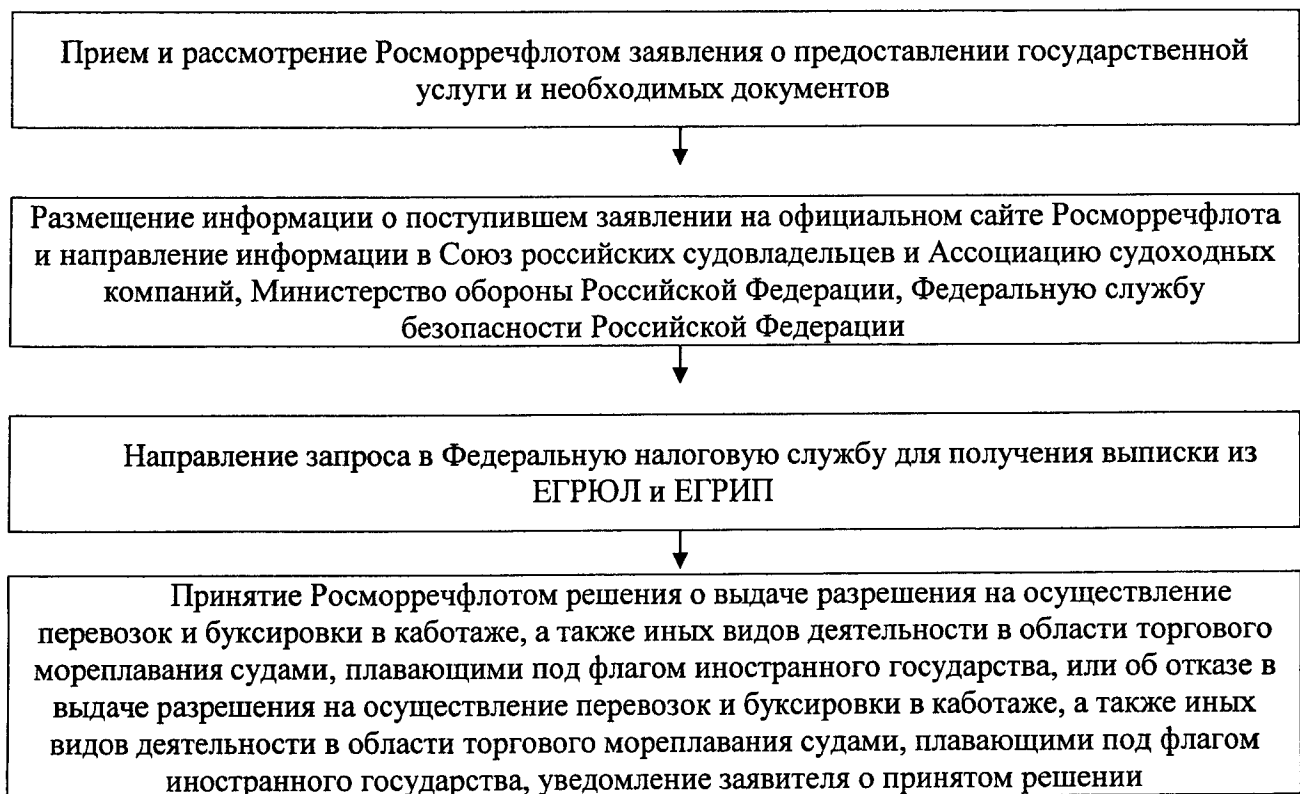 Прием и рассмотрение Росморречфлотом заявления о предоставлении государственной
услуги и необходимых документов
Размещение информации о поступившем заявлении на официальном сайте Росморречфлота
и направление информации в Союз российских судовладельцев и Ассоциацию судоходных
компаний, Министерство обороны Российской Федерации, Федеральную службу
безопасности Российской Федерации
Направление запроса в Федеральную налоговую службу для получения выписки из
ЕГРЮЛ и ЕГРИП
Принятие Росморречфлотом решения о выдаче разрешения на осуществление
перевозок и буксировки в каботаже, а также иных видов деятельности в области торгового
мореплавания судами, плавающими под флагом иностранного государства, или об отказе в
выдаче разрешения на осуществление перевозок и буксировки в каботаже, а также иных
видов деятельности в области торгового мореплавания судами, плавающими под флагом
иностранного государства, уведомление заявителя о принятом решении